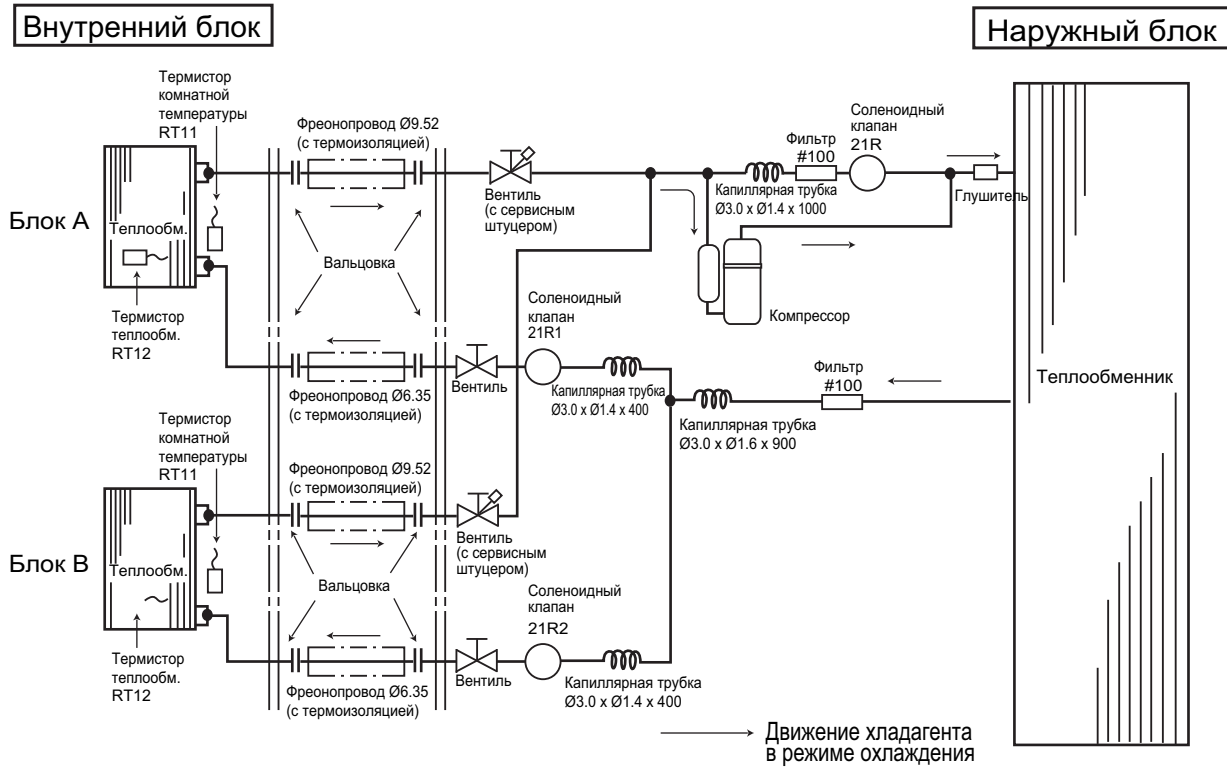 Внутренний блок
Наружный блок
Термистор
комнатной
температуры
RT11
Фреонопровод Ø9.52
(с термоизоляцией)
Вентиль
(с сервисным
штуцером)
Капиллярная трубка
Ø3.0 x Ø1.4 x 1000
Фильтр
#100
Соленоидный
клапан
21R
Глушитель
Блок A
Теплообм.
Вальцовка
Термистор
теплообм.
RT12
Компрессор
Соленоидный
клапан
21R1
Фреонопровод Ø6.35
(с термоизоляцией)
Вентиль
Капиллярная трубка
Ø3.0 x Ø1.4 x 400
Капиллярная трубка
Ø3.0 x Ø1.6 x 900
Фильтр
#100
Теплообменник
Термистор
комнатной
температуры
RT11
Фреонопровод Ø9.52
(с термоизоляцией)
Вентиль
(с сервисным
штуцером)
Блок B
Теплообм.
Вальцовка
Термистор
теплообм.
RT12
Соленоидный
клапан
21R2
Фреонопровод Ø6.35
(с термоизоляцией)
Вентиль
Капиллярная трубка
Ø3.0 x Ø1.4 x 400
Движение хладагента
в режиме охлаждения